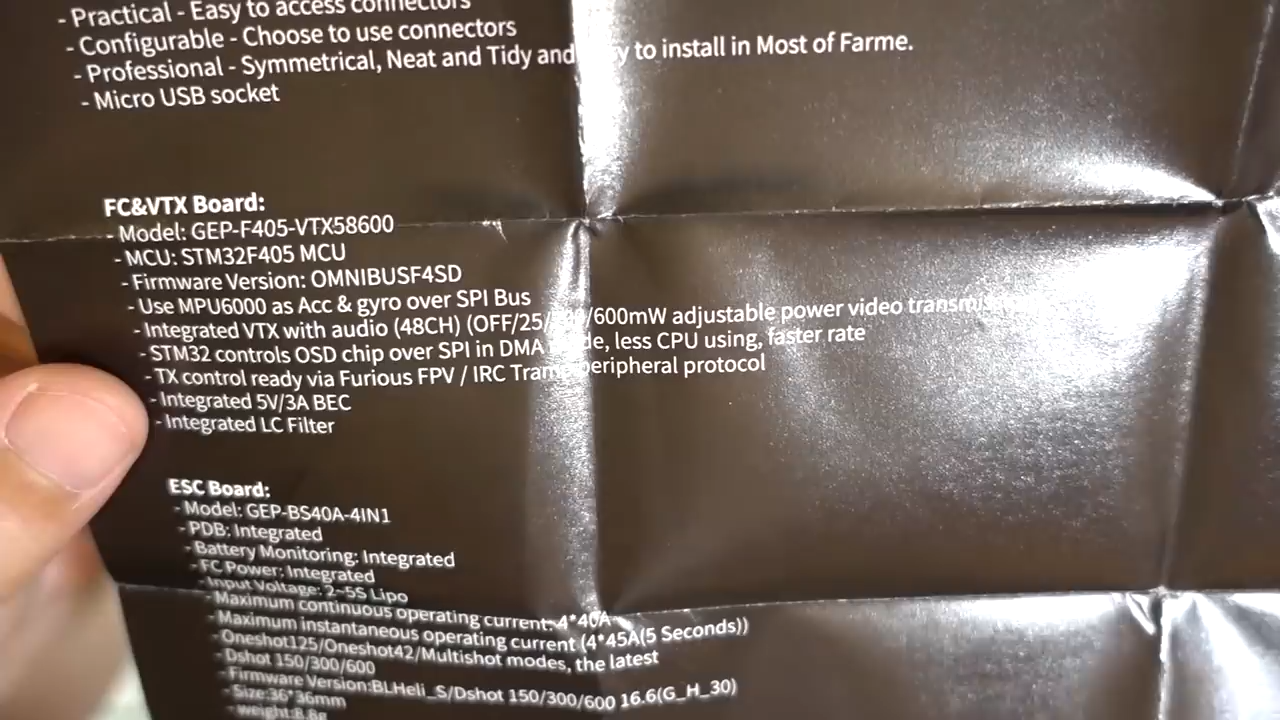 - Practical - Easy to access connectors
- Configurable - Choose to use connectors
- Professional - Symmetrical, Neat and Tidy and to install in Most of Farme.
- Micro USB socket
FC&VTX Board:
- Model: GEP-F405-VTX58600
- MCU: STM32F405 MCU
- Firmware Version: OMNIBUSF4SD
- Use MPU6000 as Acc & gyro over SPI Bus
- Integrated VTX with audio (48CH) (OFF/25/ /600mW adjustable power video
- STM32 controls OSD chip over SPI in DMA less CPU using, faster rate
- TX control ready via Furious FPV / IRC peripheral protocol
- Integrated 5V/3A BEC
- Integrated LC Filter
ESC Board:
- Model: GEP-BS40A-4IN1
- PDB: Integrated
- Battery Monitoring: Integrated
- FC Power: Integrated
- Input Voltage: 2~5S Lipo
- Maximum continuous operating current: 4*40A
- Maximum instantaneous operating current (4*45A(5 Seconds))
- Oneshot125/Oneshot42/Multishot modes, the latest
- Dshot 150/300/600
- Firmware Version:BLHeli_S/Dshot 150/300/600 16.6(G_H_30)
- Size:36*36mm
- weight:8.8g